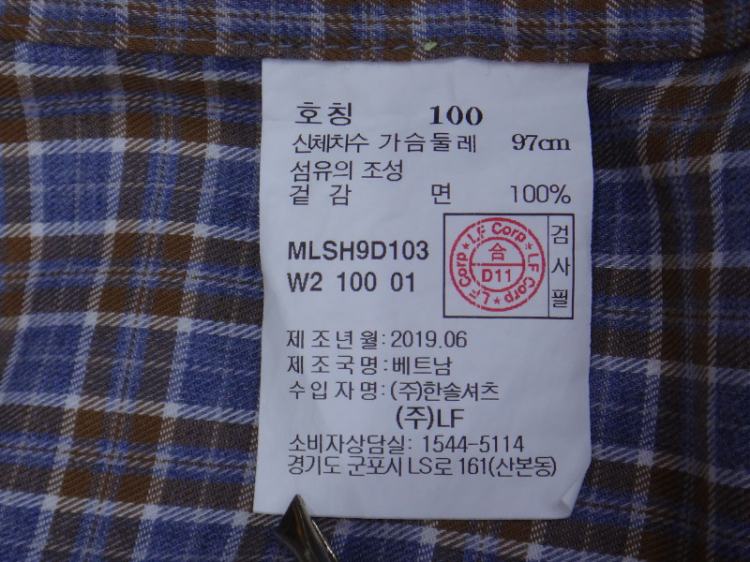 호칭 100
신체치수 가슴둘레 97cm
섬유의 조성
겉감 면 100%
MLSH9D103
W2 100 01
LF Corp LF Corp LF Corp
合
D11
검사필
제조년월:2019.06
제조국명:베트남
수입자명:(주)한솔셔츠
(주)LF
소비자상담실: 1544-5114
경기도 군포시 LS로 161(산본동)